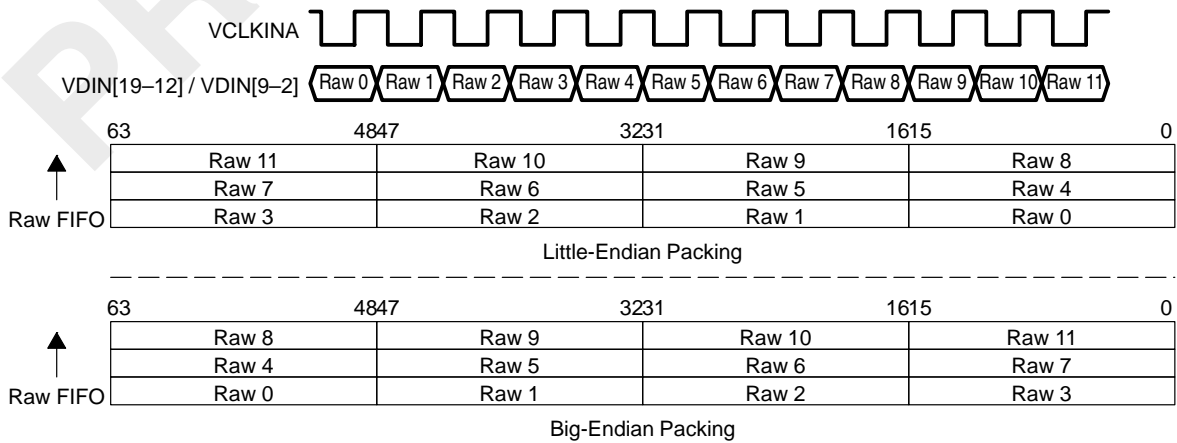 VCLKINA
VDIN[19–12] / VDIN[9–2] Raw 0 Raw 1 Raw 2 Raw 3 Raw 4 Raw 5 Raw 6 Raw 7 Raw 8 Raw 9 Raw 10 Raw 11
63 4847 3231 1615 0
Raw 11 Raw 10 Raw 9 Raw 8
Raw 7 Raw 6 Raw 5 Raw 4
Raw FIFO Raw 3 Raw 2 Raw 1 Raw 0
Little-Endian Packing
63 4847 3231 1615 0
Raw 8 Raw 9 Raw 10 Raw 11
Raw 4 Raw 5 Raw 6 Raw 7
Raw FIFO Raw 0 Raw 1 Raw 2 Raw 3
Big-Endian Packing